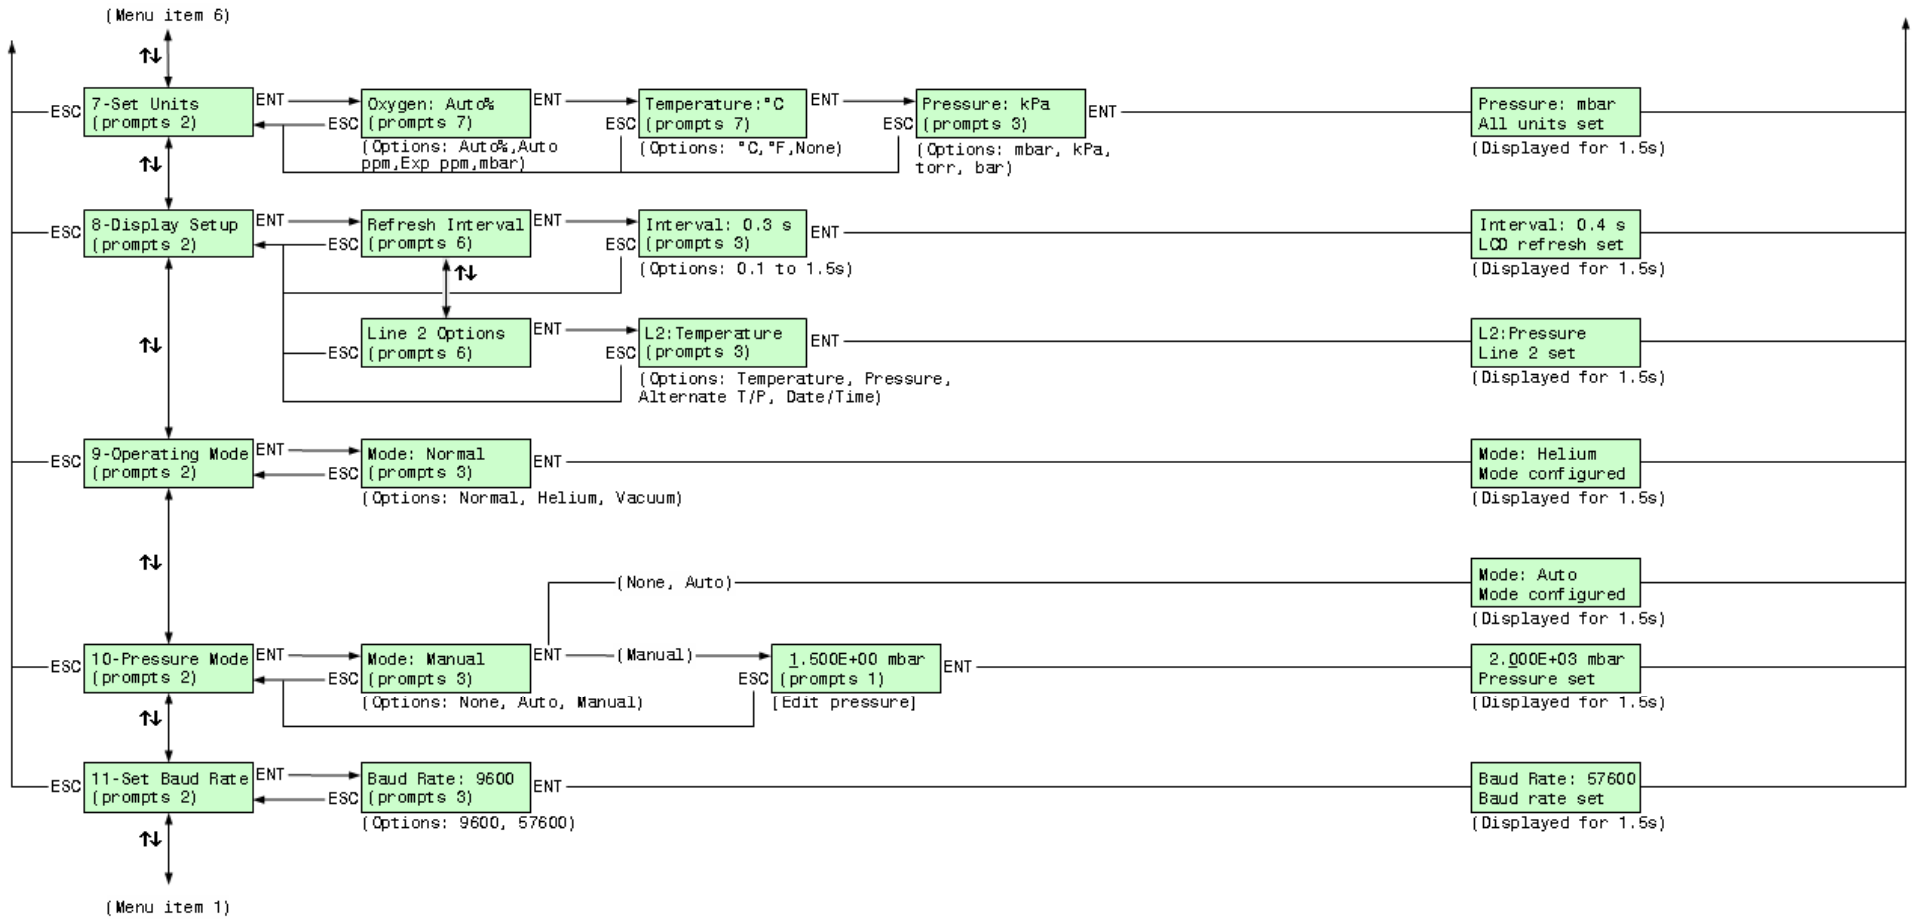 (Menu item 6)
↑↓
ESC
7-Set Units
(prompts 2)
ENT
ESC
Oxygen: Auto%
(prompts 7)
(Options: Auto%,Auto
ppm,Exp ppm,mbar)
ENT
ESC
Temperature:°C
(prompts 7)
(Options: °C,°F,None)
ENT
ESC
Pressure: kPa
(prompts 3)
(Options: mbar, kPa,
torr, bar)
ENT
Pressure: mbar
All units set
(Displayed for 1.5s)
↑↓
ESC
8-Display Setup
(prompts 2)
ENT
ESC
Refresh Interval
(prompts 6)
ENT
ESC
Interval: 0.3 s
(prompts 3)
(Options: 0.1 to 1.5s)
ENT
Interval: 0.4 s
LCD refresh set
(Displayed for 1.5s)
↑↓
↑↓
ESC
Line 2 Options
(prompts 6)
ENT
ESC
L2:Temperature
(prompts 3)
(Options: Temperature, Pressure,
Alternate T/P, Date/Time)
ENT
L2:Pressure
Line 2 set
(Displayed for 1.5s)
ESC
9-Operating Mode
(prompts 2)
ENT
ESC
Mode: Normal
(prompts 3)
(Options: Normal, Helium, Vacuum)
ENT
Mode: Helium
Mode configured
(Displayed for 1.5s)
↑↓
(None, Auto)
Mode: Auto
Mode configured
(Displayed for 1.5s)
ESC
10-Pressure Mode
(prompts 2)
ENT
ESC
Mode: Manual
(prompts 3)
(Options: None, Auto, Manual)
ENT
(Manual)
ESC
1.500E+00 mbar
(prompts 1)
[Edit pressure]
ENT
2.000E+03 mbar
Pressure set
(Displayed for 1.5s)
↑↓
ESC
11-Set Baud Rate
(prompts 2)
ENT
ESC
Baud Rate: 9600
(prompts 3)
(Options: 9600, 57600)
ENT
Baud Rate: 57600
Baud rate set
(Displayed for 1.5s)
↑↓
(Menu item 1)